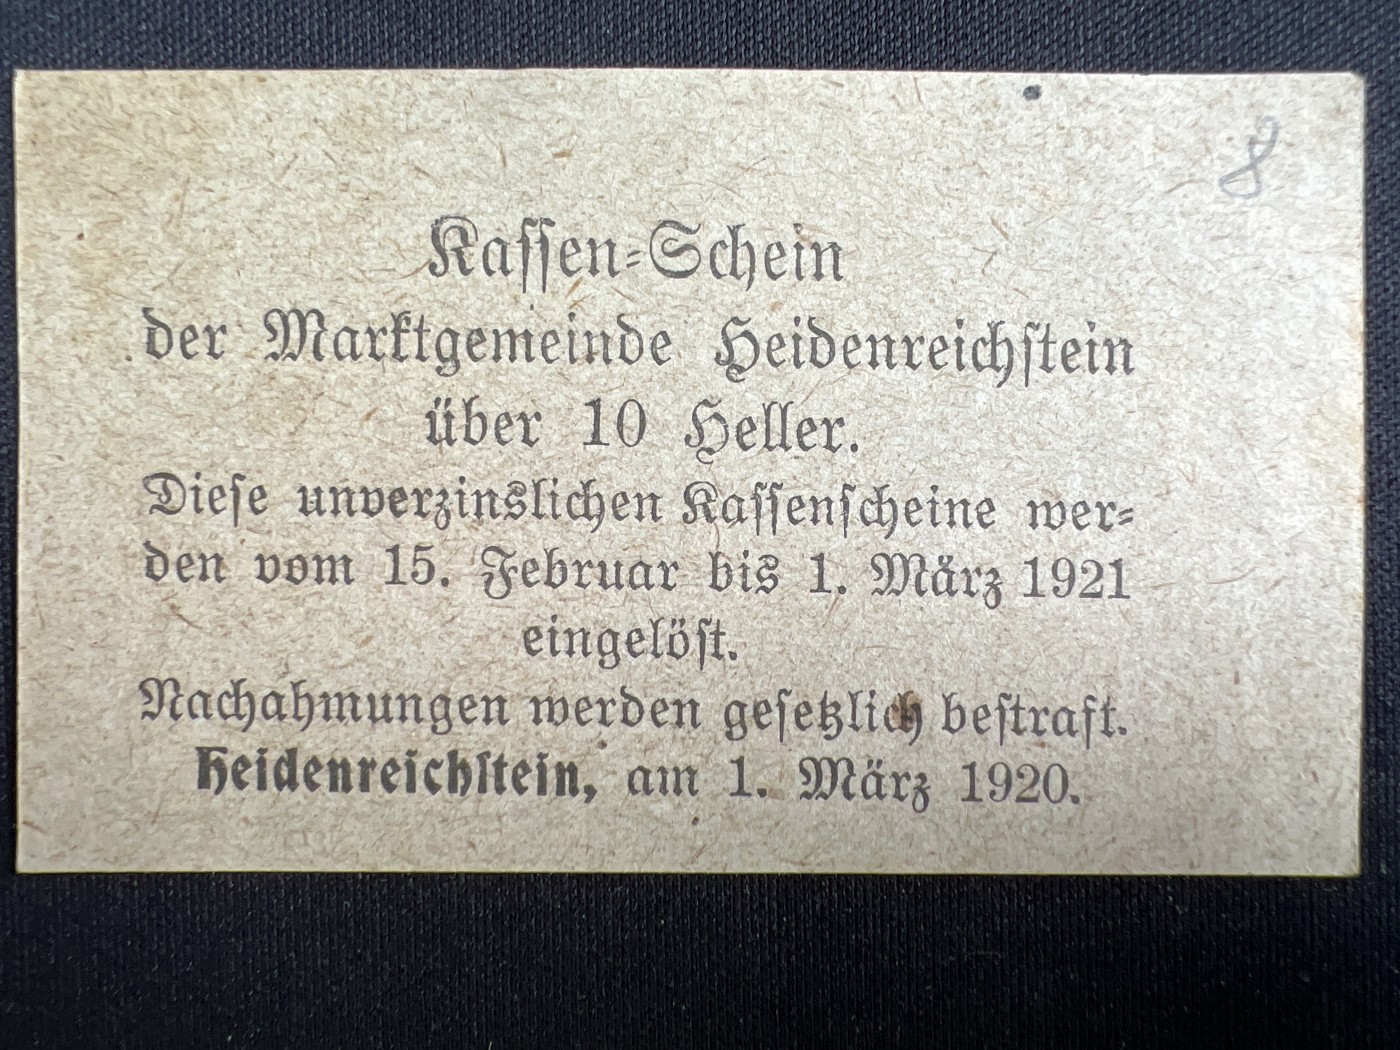 8
Kassen-Schein
der Marktgemeinde Heidenreichstein
über 10 Heller.
Diese unverzinslichen Kassenscheine wer-
den vom 15. Februar bis 1. März 1921
eingelöst.
Nachahmungen werden gesetzlich bestraft.
Heidenreichstein, am 1. März 1920.